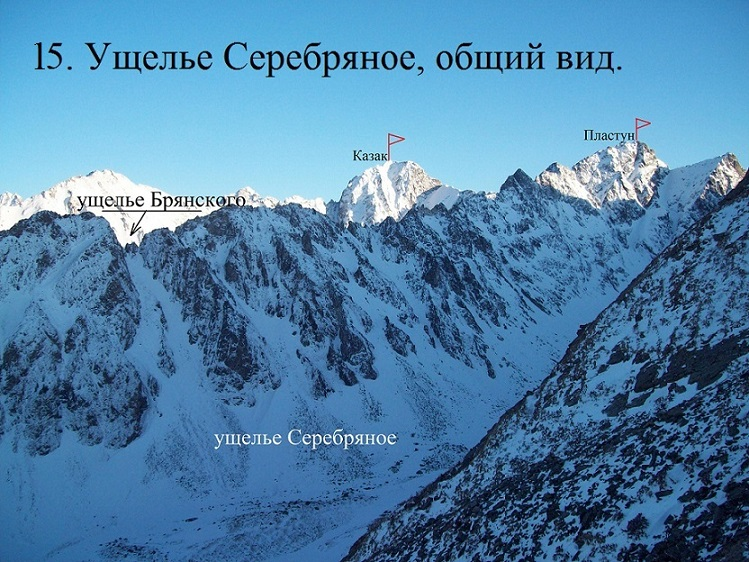 15. Ущелье Серебряное, общий вид.
Пластун
Казак
ущелье Брянского
ущелье Серебряное